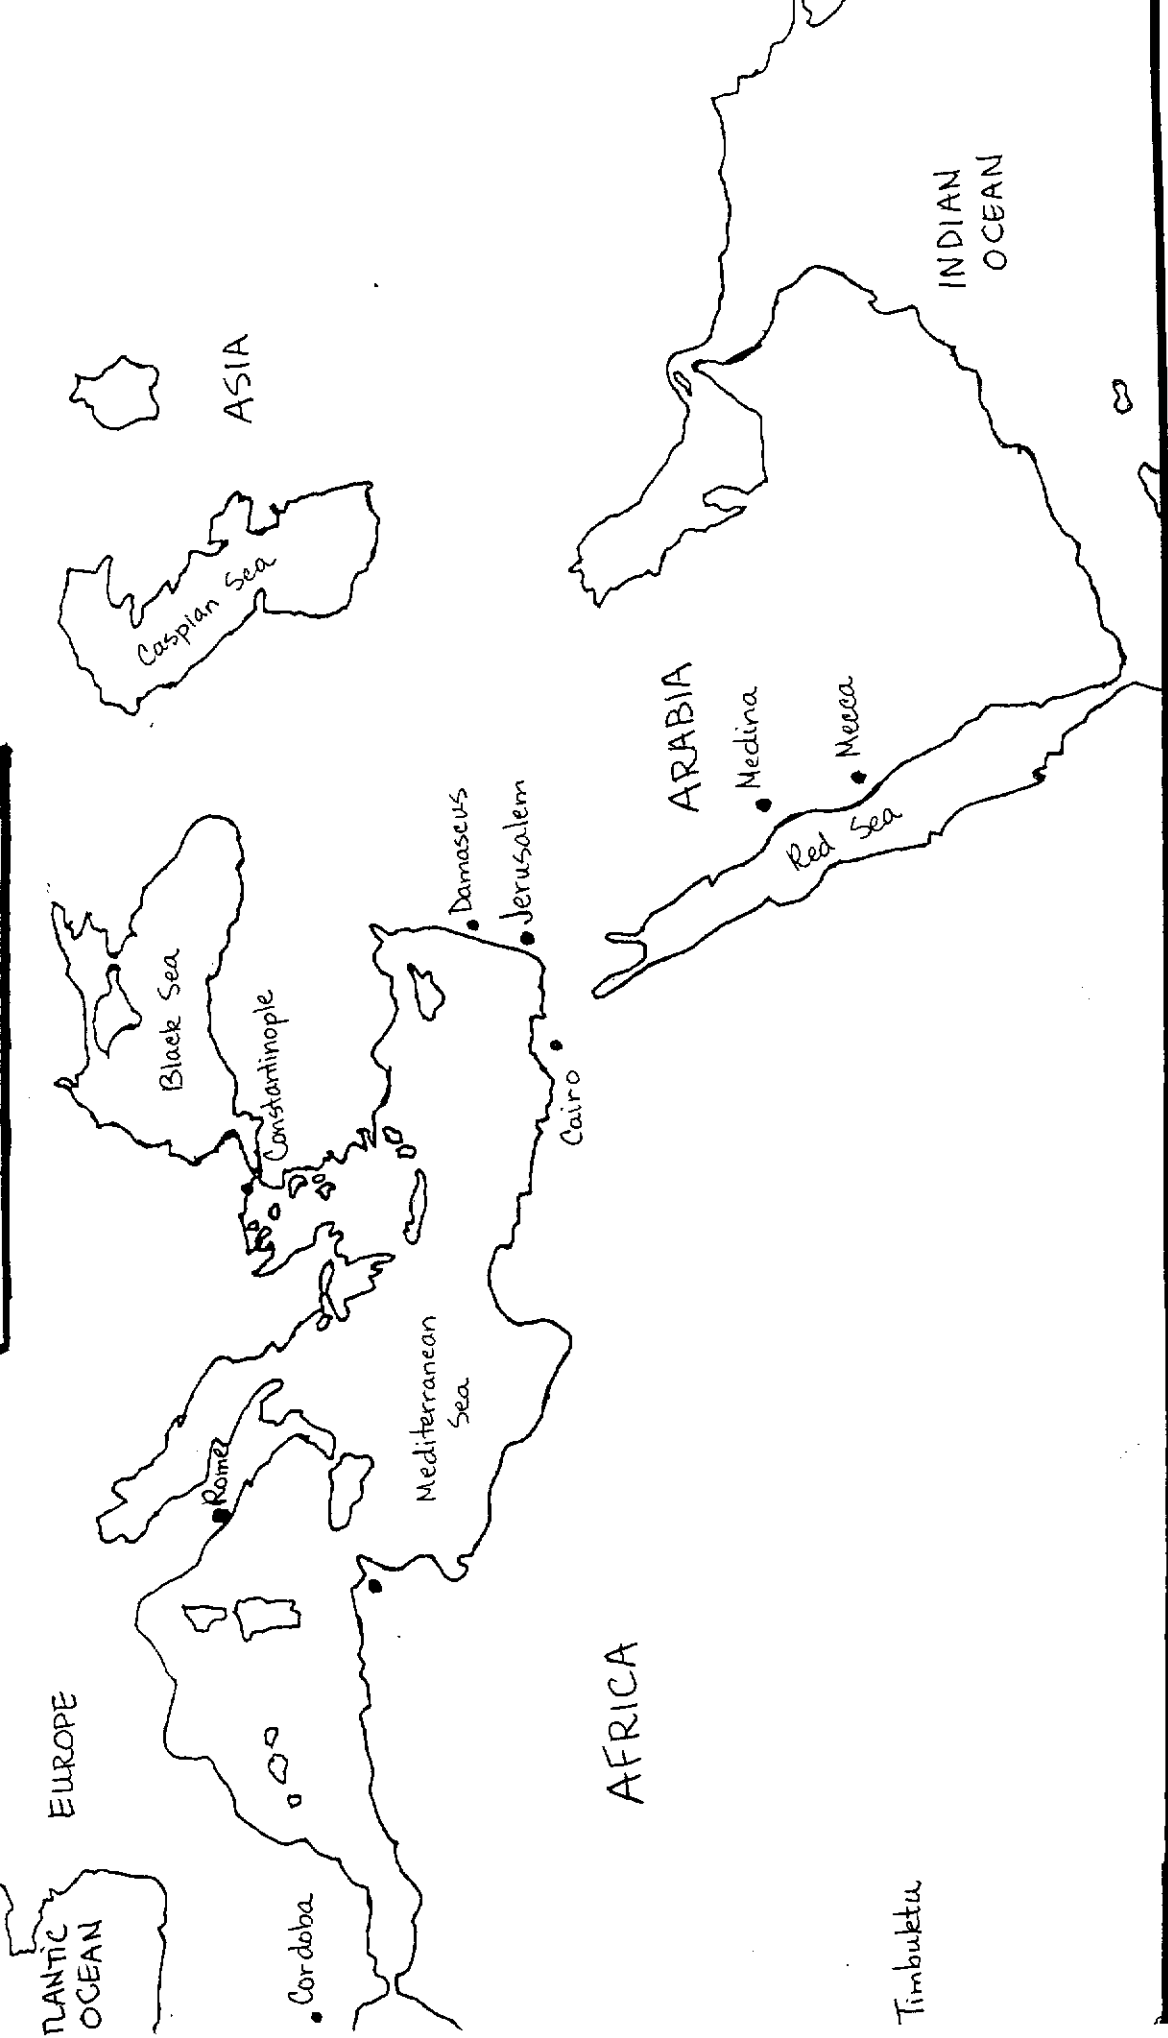 TLANTIC
OCEAN
EUROPE
ASIA
Caspian Sea
Black Sea
Constantinople
Rome
Cordoba
Mediterranean
Sea
Damascus
Jerusalem
Cairo
AFRICA
ARABIA
Medina
Mecca
Red Sea
Timbuktu
INDIAN
OCEAN